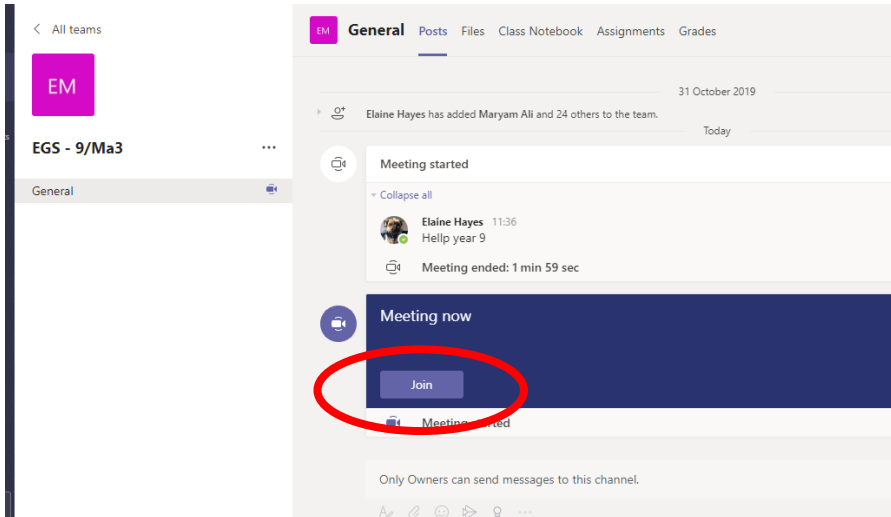 All teams
EM
EGS - 9/Ma3
...
General
EM General Posts Files Class Notebook Assignments Grades
31 October 2019
Elaine Hayes has added Maryam Ali and 24 others to the team.
Today
Meeting started
Collapse all
Elaine Hayes 11:36
Hellp year 9
Meeting ended: 1 min 59 sec
Meeting now
Join
Meeting started
Only Owners can send messages to this channel.